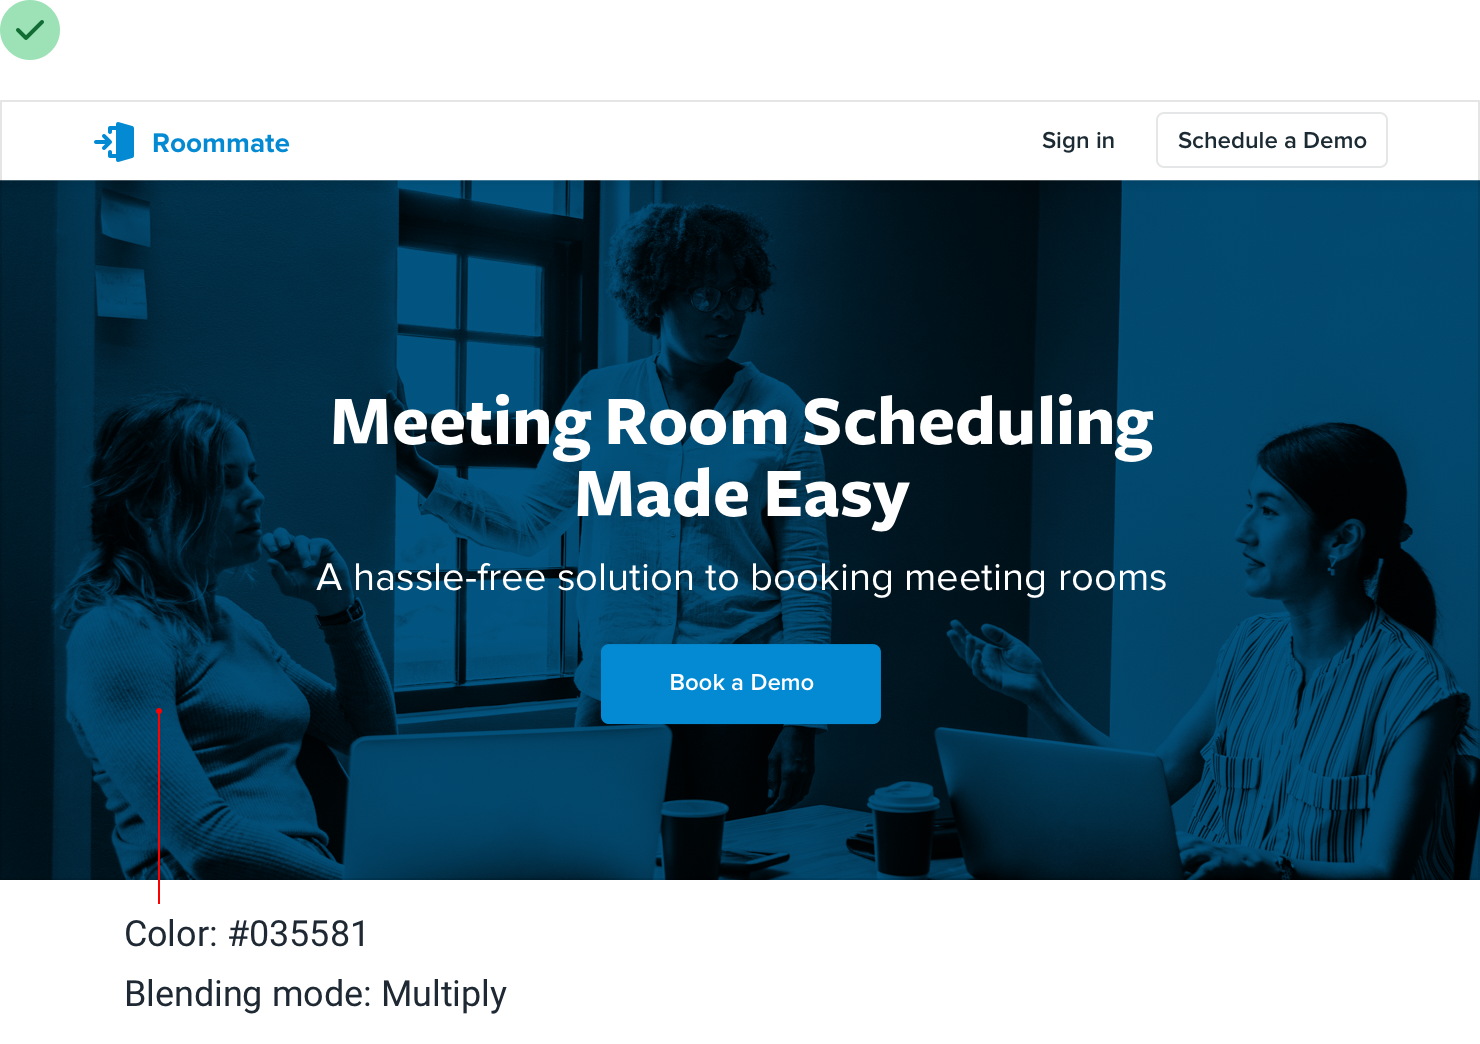 Roommate
Sign in
Schedule a Demo
Meeting Room Scheduling
Made Easy
A hassle-free solution to booking meeting rooms
Book a Demo
Color: #035581
Blending mode: Multiply